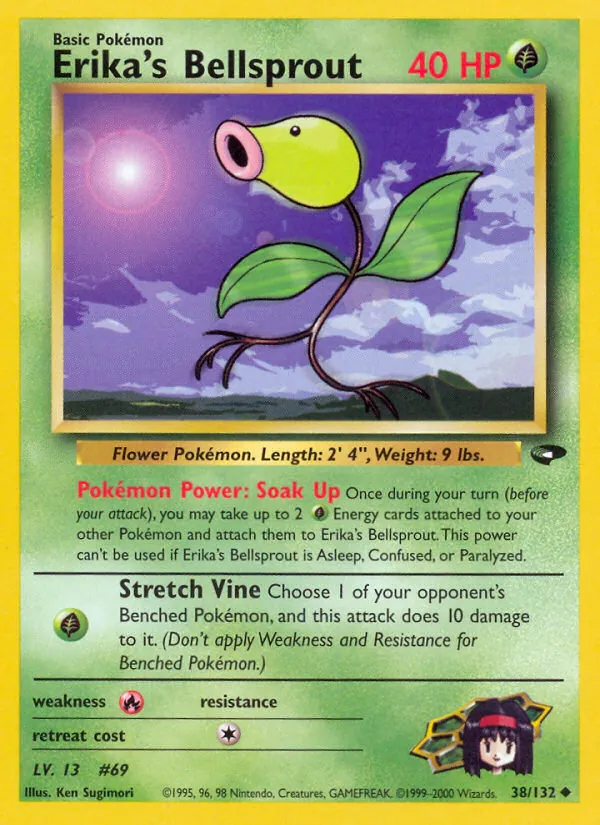 Basic Pokémon
Erika's Bellsprout 40 HP
Flower Pokémon. Length: 2' 4", Weight: 9 lbs.
Pokémon Power: Soak Up Once during your turn (before
your attack), you may take up to 2 Energy cards attached to your
other Pokémon and attach them to Erika's Bellsprout. This power
can't be used if Erika's Bellsprout is Asleep, Confused, or Paralyzed.
Stretch Vine Choose 1 of your opponent's
Benched Pokémon, and this attack does 10 damage
to it. (Don't apply Weakness and Resistance for
Benched Pokémon.)
weakness resistance
retreat cost
LV. 13 #69
Illus. Ken Sugimori ©1995, 96, 98 Nintendo, Creatures, GAMEFREAK. ©1999-2000 Wizards. 38/132